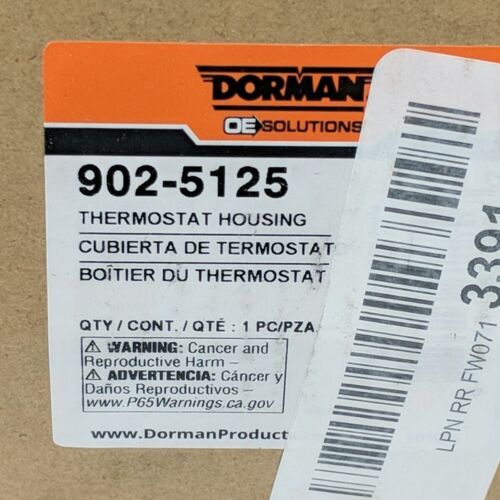 DORMAN
OE SOLUTIONS
902-5125
THERMOSTAT HOUSING
CUBIERTA DE TERMOSTATO
BOÎTIER DU THERMOSTAT
QTY / CONT. / QTÉ : 1 PC/PZA
WARNING: Cancer and
Reproductive Harm –
ADVERTENCIA: Cáncer y
Daños Reproductivos –
www.P65Warnings.ca.gov
www.DormanProduct
LPN RR FW071 3391